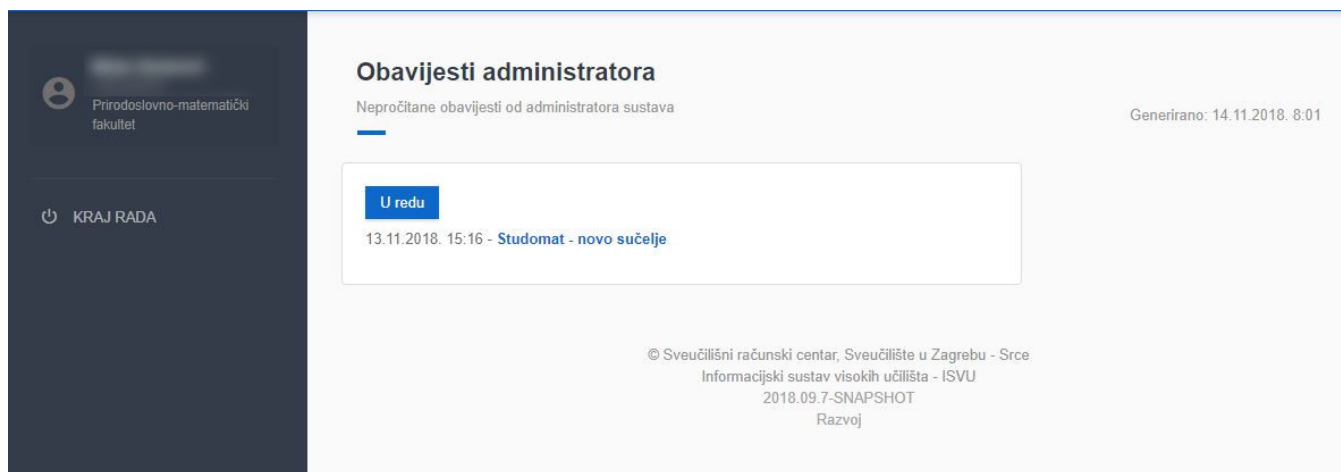 Prirodoslovno-matematički
fakultet
KRAJ RADA
Obavijesti administratora
Nepročitane obavijesti od administratora sustava
Generirano: 14.11.2018. 8:01
U redu
13.11.2018. 15:16 - Studomat - novo sučelje
© Sveučilišni računski centar, Sveučilište u Zagrebu - Srce
Informacijski sustav visokih učilišta - ISVU
2018.09.7-SNAPSHOT
Razvoj